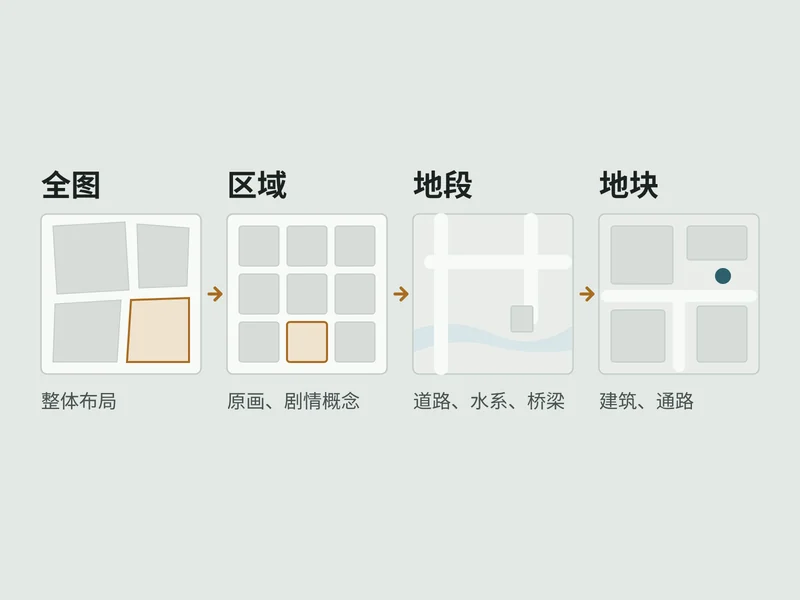 全图
区域
地段
地块
整体布局
原画、剧情概念
道路、水系、桥梁
建筑、通路